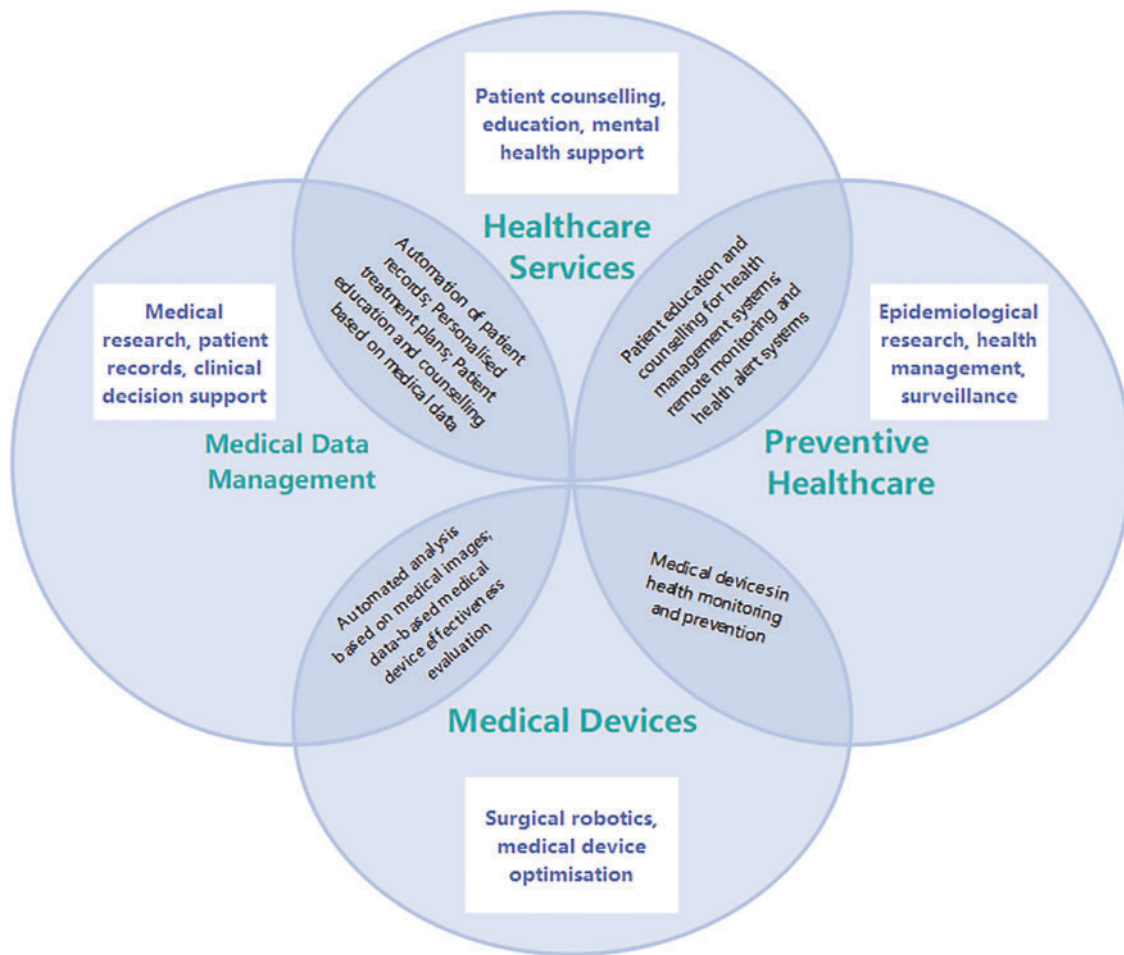 Patient counselling,
education, mental
health support
Healthcare
Services
Automation of patient
records; Personalised
treatment plans; Patient
education and counselling
based on medical data
Patient education and
counselling for health
management systems;
remote monitoring and
health alert systems
Medical
research, patient
records, clinical
decision support
Medical Data
Management
Epidemiological
research, health
management,
surveillance
Preventive
Healthcare
Automated analysis
based on medical images;
data-based medical
device effectiveness
evaluation
Medical devices in
health monitoring
and prevention
Medical Devices
Surgical robotics,
medical device
optimisation